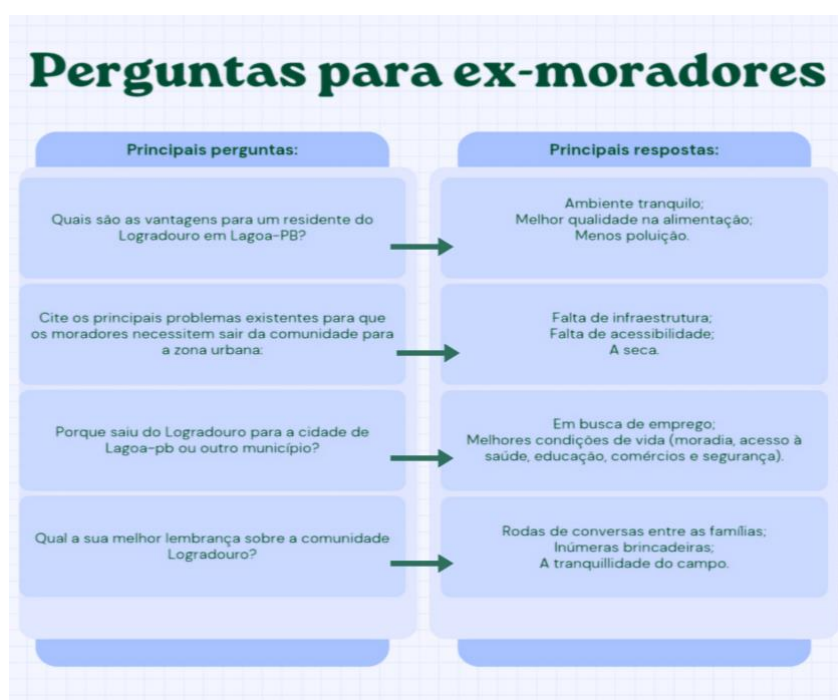 Perguntas para ex-moradores
Principais perguntas:
Principais respostas:
Quais são as vantagens para um residente do
Logradouro em Lagoa-PB?
Ambiente tranquilo;
Melhor qualidade na alimentação;
Menos poluição.
Cite os principais problemas existentes para que
os moradores necessitem sair da comunidade para
a zona urbana:
Falta de infraestrutura;
Falta de acessibilidade;
A seca.
Porque saiu do Logradouro para a cidade de
Lagoa-pb ou outro município?
Em busca de emprego;
Melhores condições de vida (moradia, acesso à
saúde, educação, comércios e segurança).
Qual a sua melhor lembrança sobre a comunidade
Logradouro?
Rodas de conversas entre as famílias;
Inúmeras brincadeiras;
A tranquillidade do campo.